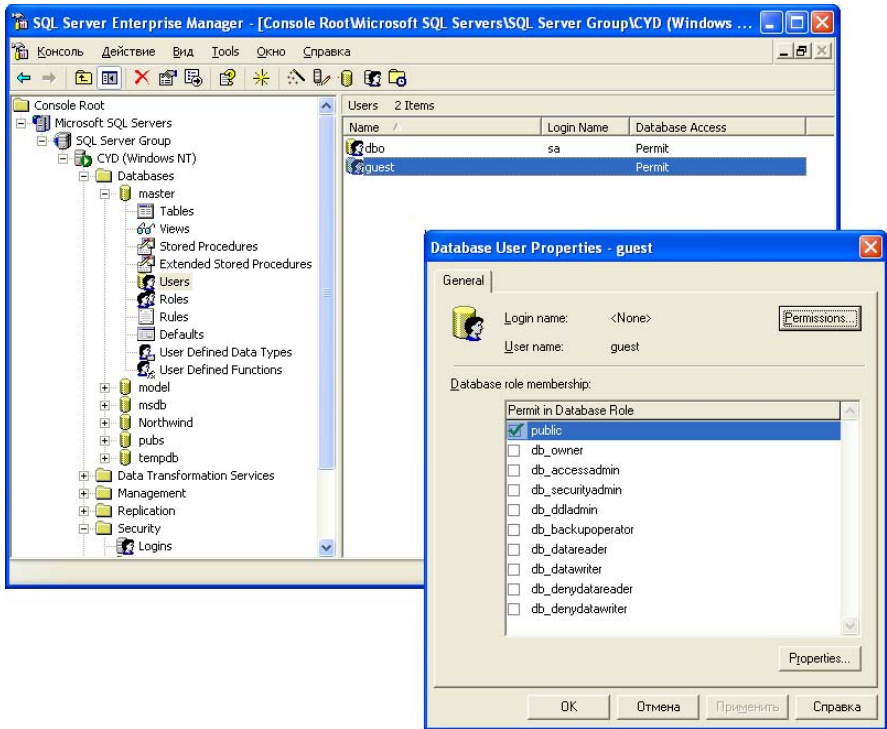 SQL Server Enterprise Manager - [Console Root\Microsoft SQL Servers\SQL Server Group\CYD (Windows ...
Консоль Действие Вид Tools Окно Справка
Console Root
Microsoft SQL Servers
SQL Server Group
CYD (Windows NT)
Databases
master
Tables
Views
Stored Procedures
Extended Stored Procedures
Users
Roles
Rules
Defaults
User Defined Data Types
User Defined Functions
model
msdb
Northwind
pubs
tempdb
Data Transformation Services
Management
Replication
Security
Logins
Users 2 Items
Name Login Name Database Access
dbo sa Permit
guest Permit
Database User Properties - guest
General
Login name: <None> Permissions...
User name: guest
Database role membership:
Permit in Database Role
public
db_owner
db_accessadmin
db_securityadmin
db_ddladmin
db_backupoperator
db_datareader
db_datawriter
db_denydatareader
db_denydatawriter
Properties...
OK Отмена Применить Справка